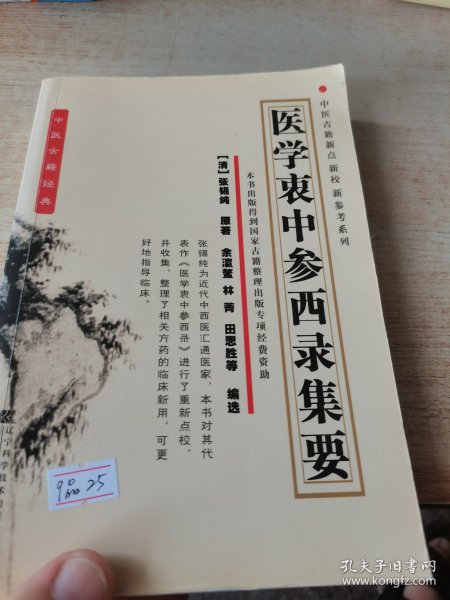 中医古籍新点 新校 新参考系列
医学衷中参西录集要
本书出版得到国家古籍整理出版专项经费资助
[清]张锡纯 原著 余瀛鳌 林菁 田思胜等 编选
张锡纯为近代中西医汇通医家,本书对其代
表作《医学衷中参西录》进行了重新点校,
并收集、整理了相关方药的临床新用,可更
好地指导临床。
中医古籍经典
辽宁科学技术
25
孔夫子旧书网
www.kongfz.com